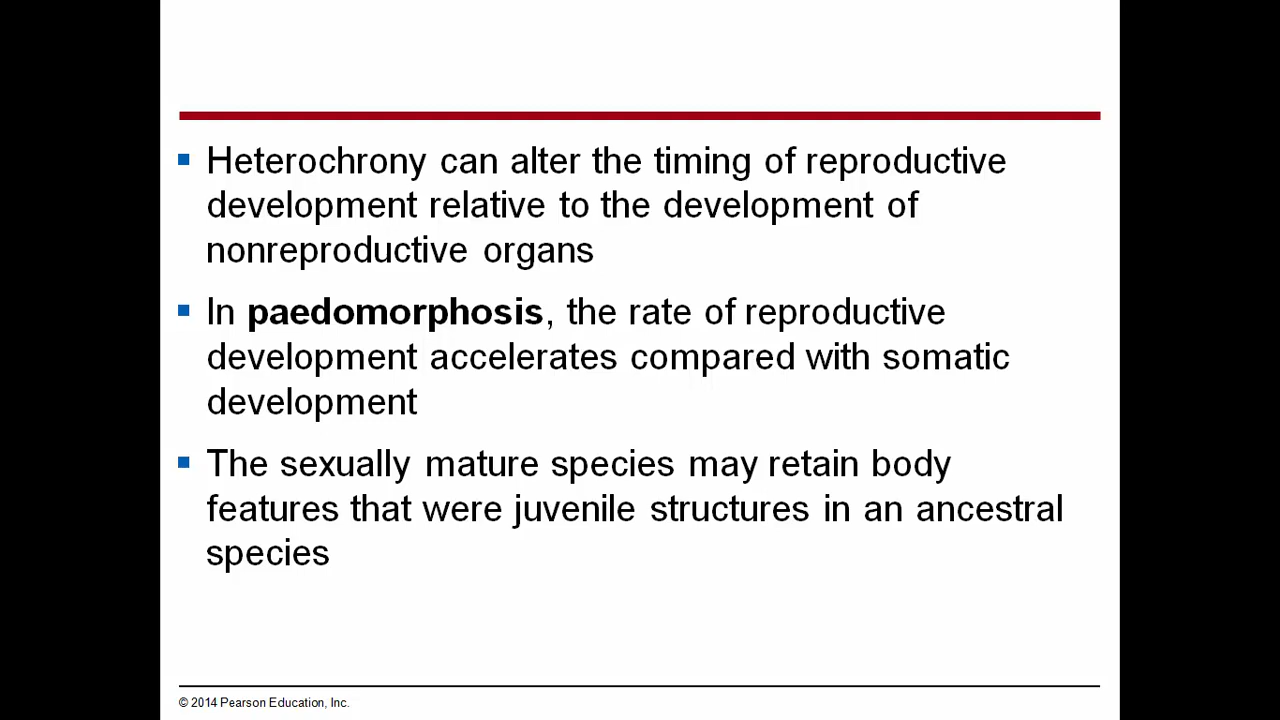 Heterochrony can alter the timing of reproductive
development relative to the development of
nonreproductive organs
In paedomorphosis, the rate of reproductive
development accelerates compared with somatic
development
The sexually mature species may retain body
features that were juvenile structures in an ancestral
species
© 2014 Pearson Education, Inc.